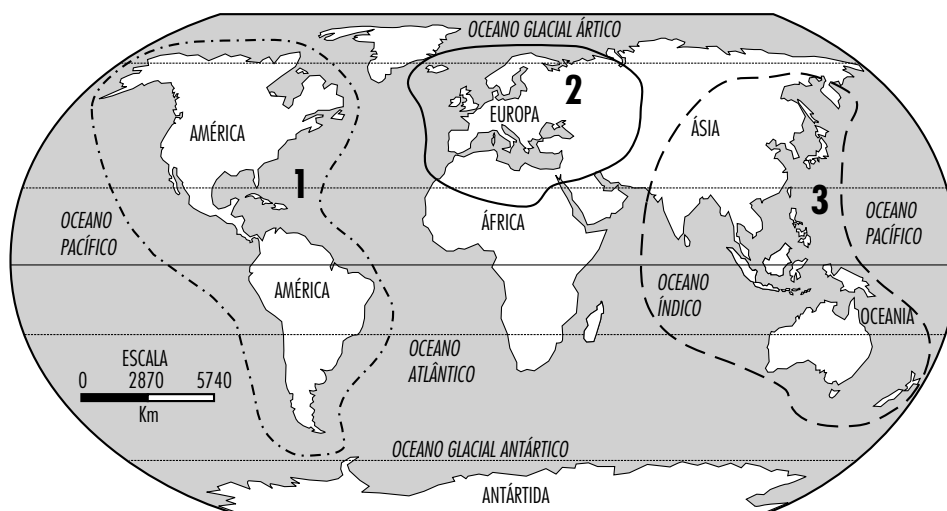 OCEANO GLACIAL ÁRTICO
2
EUROPA
ÁSIA
AMÉRICA
1
3
OCEANO
PACÍFICO
ÁFRICA
OCEANO
PACÍFICO
AMÉRICA
OCEANO
ÍNDICO
OCEANIA
OCEANO
ATLÂNTICO
ESCALA
0 2870 5740
Km
OCEANO GLACIAL ANTÁRTICO
ANTÁRTIDA